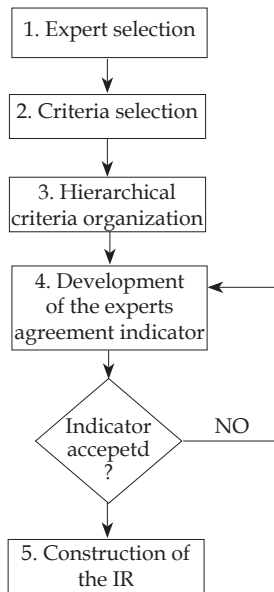 1. Expert selection
2. Criteria selection
3. Hierarchical
criteria organization
4. Development
of the experts
agreement indicator
Indicator
accepetd
?
NO
5. Construction of
the IR